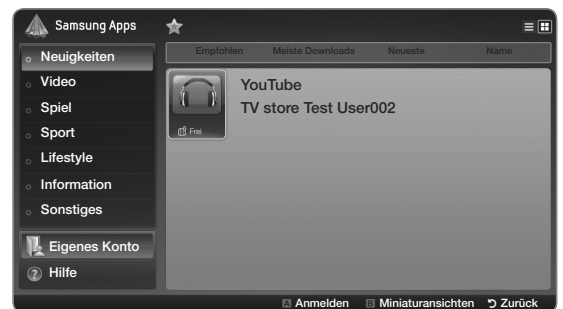 Samsung Apps
Empfohlen Meiste Downloads Neueste Name
Neuigkeiten
Video
Spiel
Sport
Lifestyle
Information
Sonstiges
Eigenes Konto
? Hilfe
YouTube
TV store Test User002
Frei
A Anmelden B Miniaturansichten Zurück